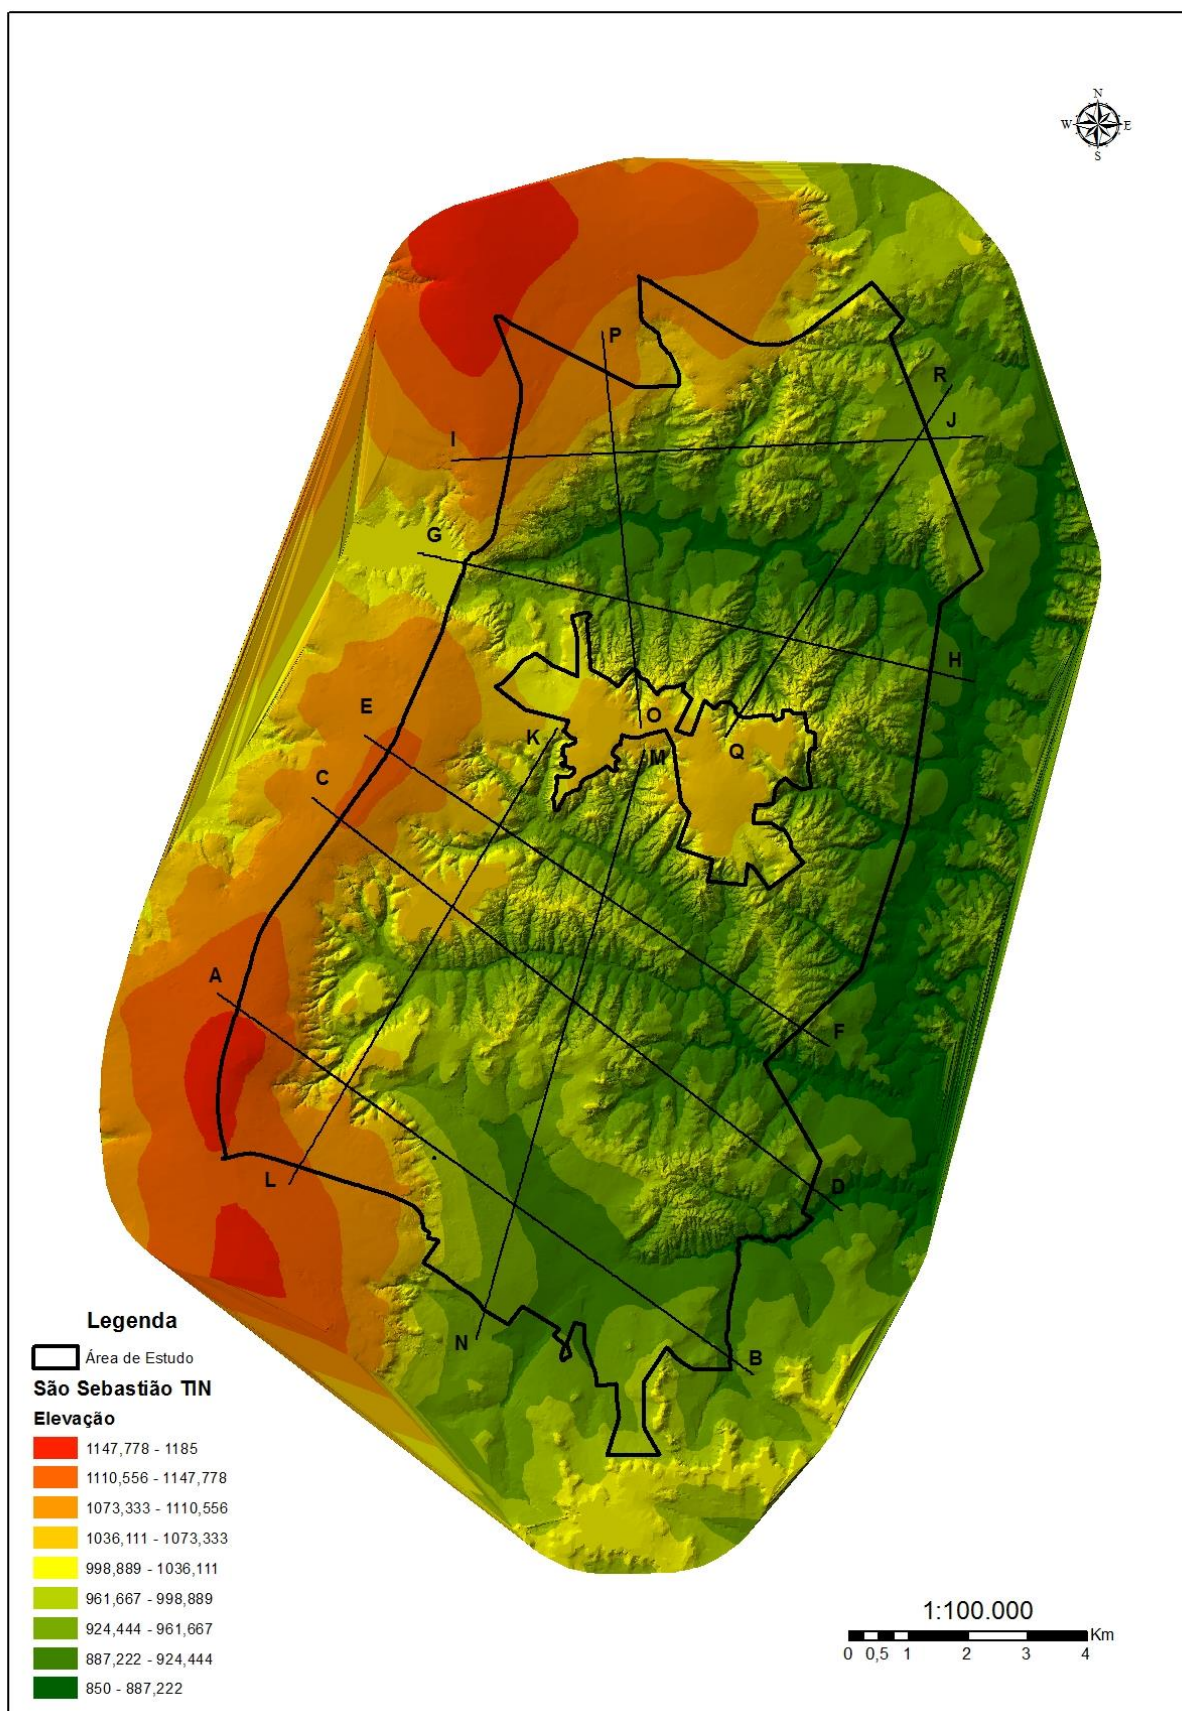 N
W E
S
P
R
J
I
G
H
E
O
K
Q
M
C
A
F
D
L
N
B
Legenda
Área de Estudo
São Sebastião TIN
Elevação
1147,778 - 1185
1110,556 - 1147,778
1073,333 - 1110,556
1036,111 - 1073,333
998,889 - 1036,111
961,667 - 998,889
924,444 - 961,667
887,222 - 924,444
850 - 887,222
1:100.000
Km
0 0,5 1 2 3 4